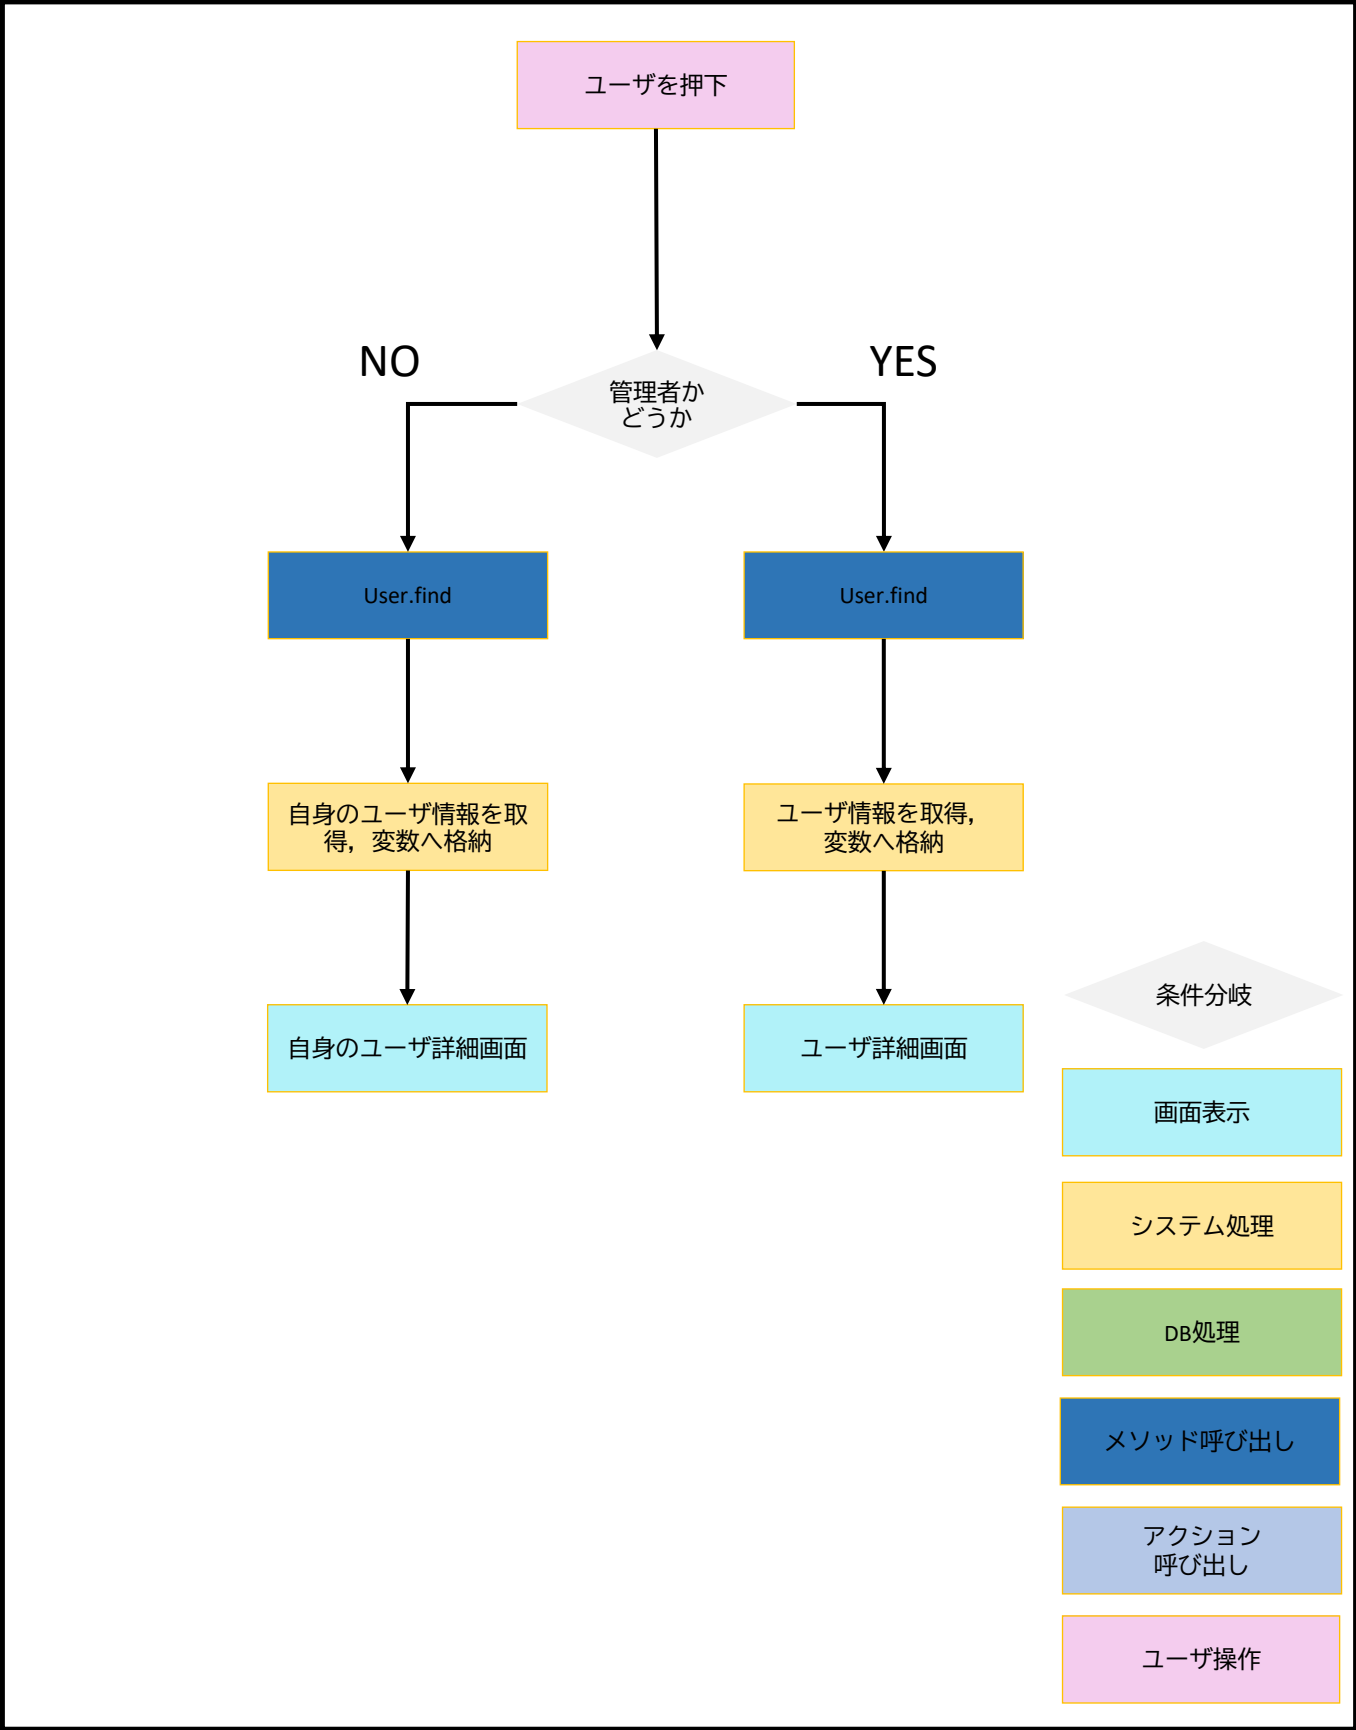 ユーザを押下
NO
YES
管理者か
どうか
User.find
User.find
自身のユーザ情報を取
得，変数へ格納
ユーザ情報を取得，
変数へ格納
自身のユーザ詳細画面
ユーザ詳細画面
条件分岐
画面表示
システム処理
DB処理
メソッド呼び出し
アクション
呼び出し
ユーザ操作